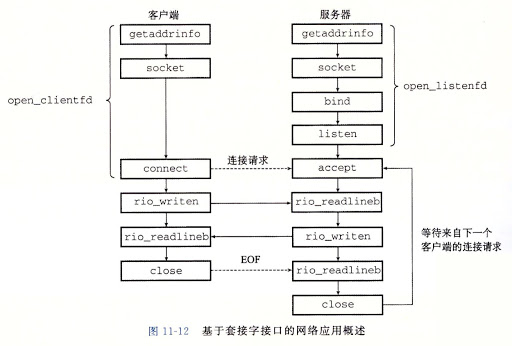 客户端 服务器
getaddrinfo getaddrinfo
socket socket
open_clientfd bind open_listenfd
listen
connect 连接请求 accept
rio_writen rio_readlineb
rio_readlineb rio_writen 等待来自下一个
客户端的连接请求
close EOF rio_readlineb
close
图 11-12 基于套接字接口的网络应用概述